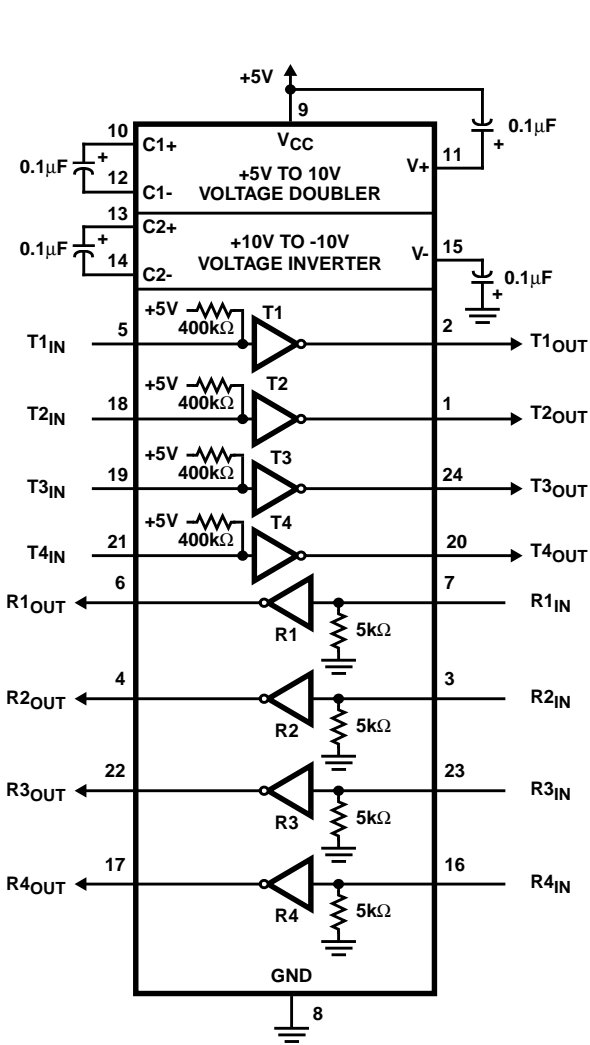 +5V
9
10
C1+
VCC
0.1μF
+
0.1μF
+
12
C1-
+5V TO 10V
VOLTAGE DOUBLER
V+
11
13
C2+
0.1μF
+
14
C2-
+10V TO -10V
VOLTAGE INVERTER
V-
15
0.1μF
+
+5V
400kΩ
T1
T1IN
5
2
T1OUT
+5V
400kΩ
T2
T2IN
18
1
T2OUT
+5V
400kΩ
T3
T3IN
19
24
T3OUT
+5V
400kΩ
T4
T4IN
21
20
T4OUT
R1OUT
6
R1
5kΩ
7
R1IN
R2OUT
4
R2
5kΩ
3
R2IN
R3OUT
22
R3
5kΩ
23
R3IN
R4OUT
17
R4
5kΩ
16
R4IN
GND
8